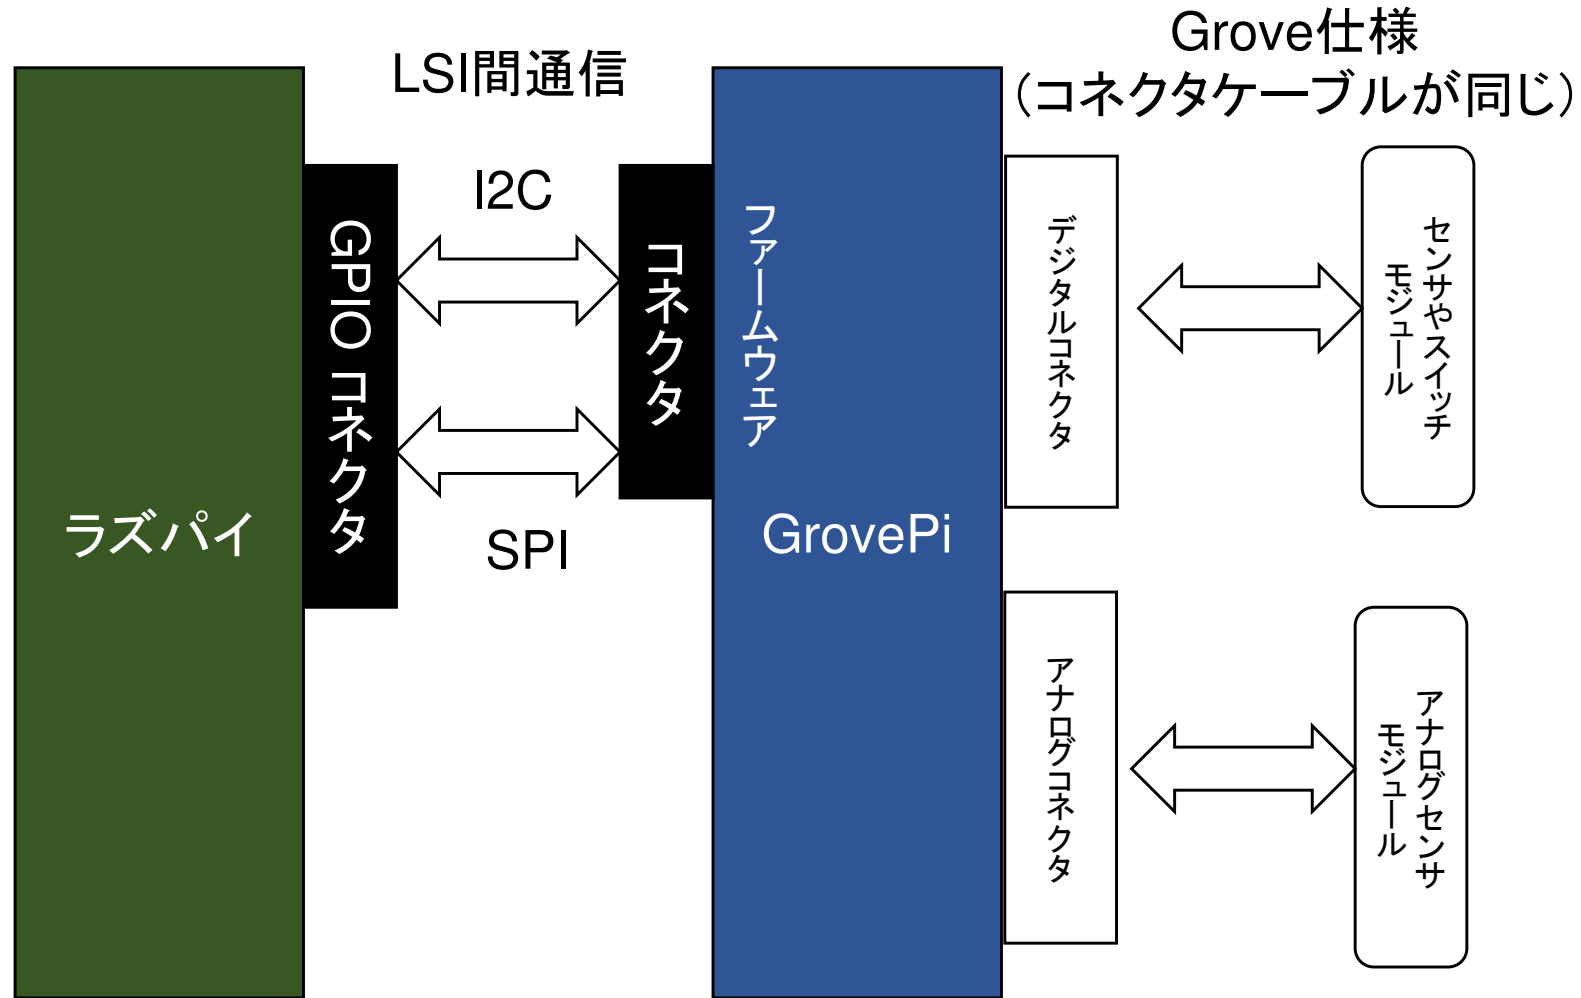 LSI間通信
Grove仕様
（コネクタケーブルが同じ）
ラズパイ
GPIO コネクタ
I2C
SPI
コネクタ
ファームウェア
GrovePi
デジタルコネクタ
センサやスイッチ
モジュール
アナログコネクタ
アナログセンサ
モジュール